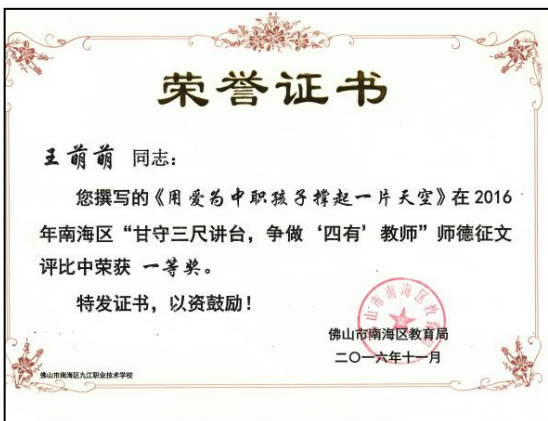 荣誉证书
王萌萌 同志：
您撰写的《用爱为中职孩子撑起一片天空》在2016
年南海区“甘守三尺讲台，争做‘四有’教师”师德征文
评比中荣获 一等奖。
特发证书，以资鼓励！
佛山市南海区教育局
二〇一六年十一月
佛山市南海区九江职业技术学校